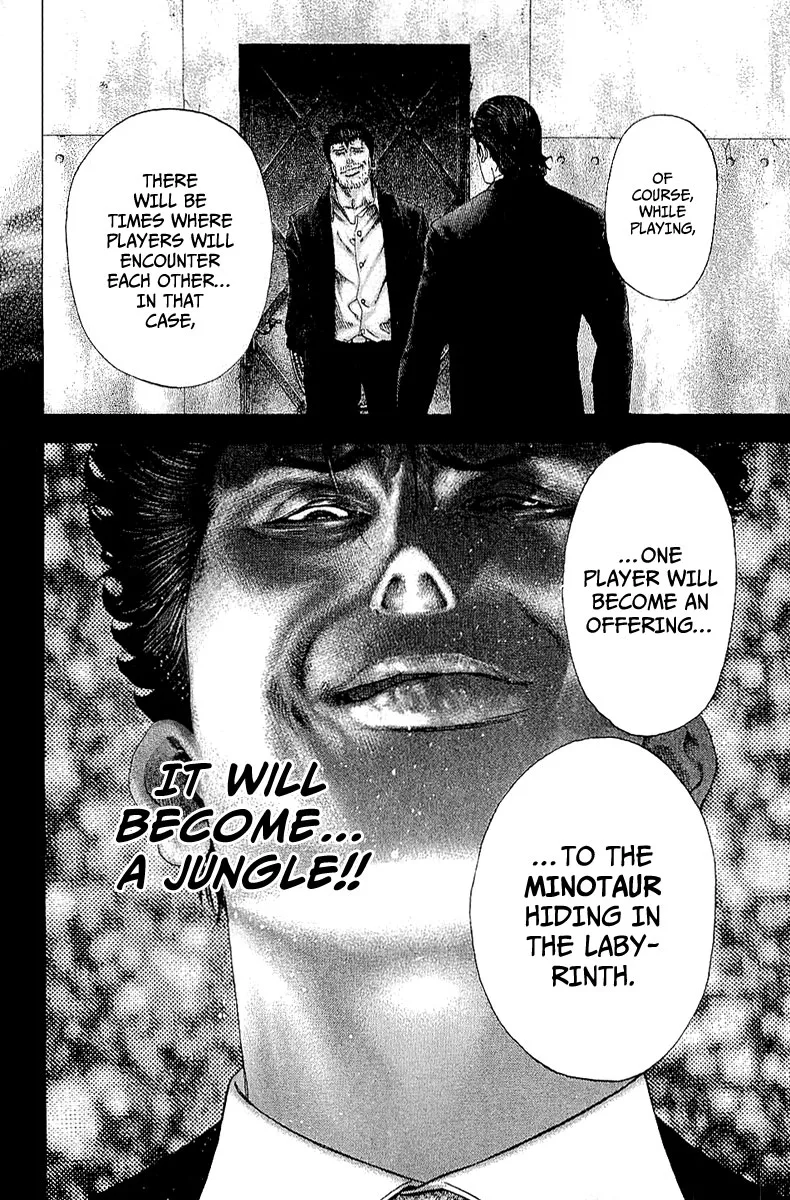 OF
COURSE,
WHILE
PLAYING,
THERE
WILL BE
TIMES WHERE
PLAYERS WILL
ENCOUNTER
EACH OTHER...
IN THAT
CASE,
...ONE
PLAYER WILL
BECOME AN
OFFERING...
...TO THE
MINOTAUR
HIDING IN
THE LABY-
RINTH.
IT WILL
BECOME...
A JUNGLE!!